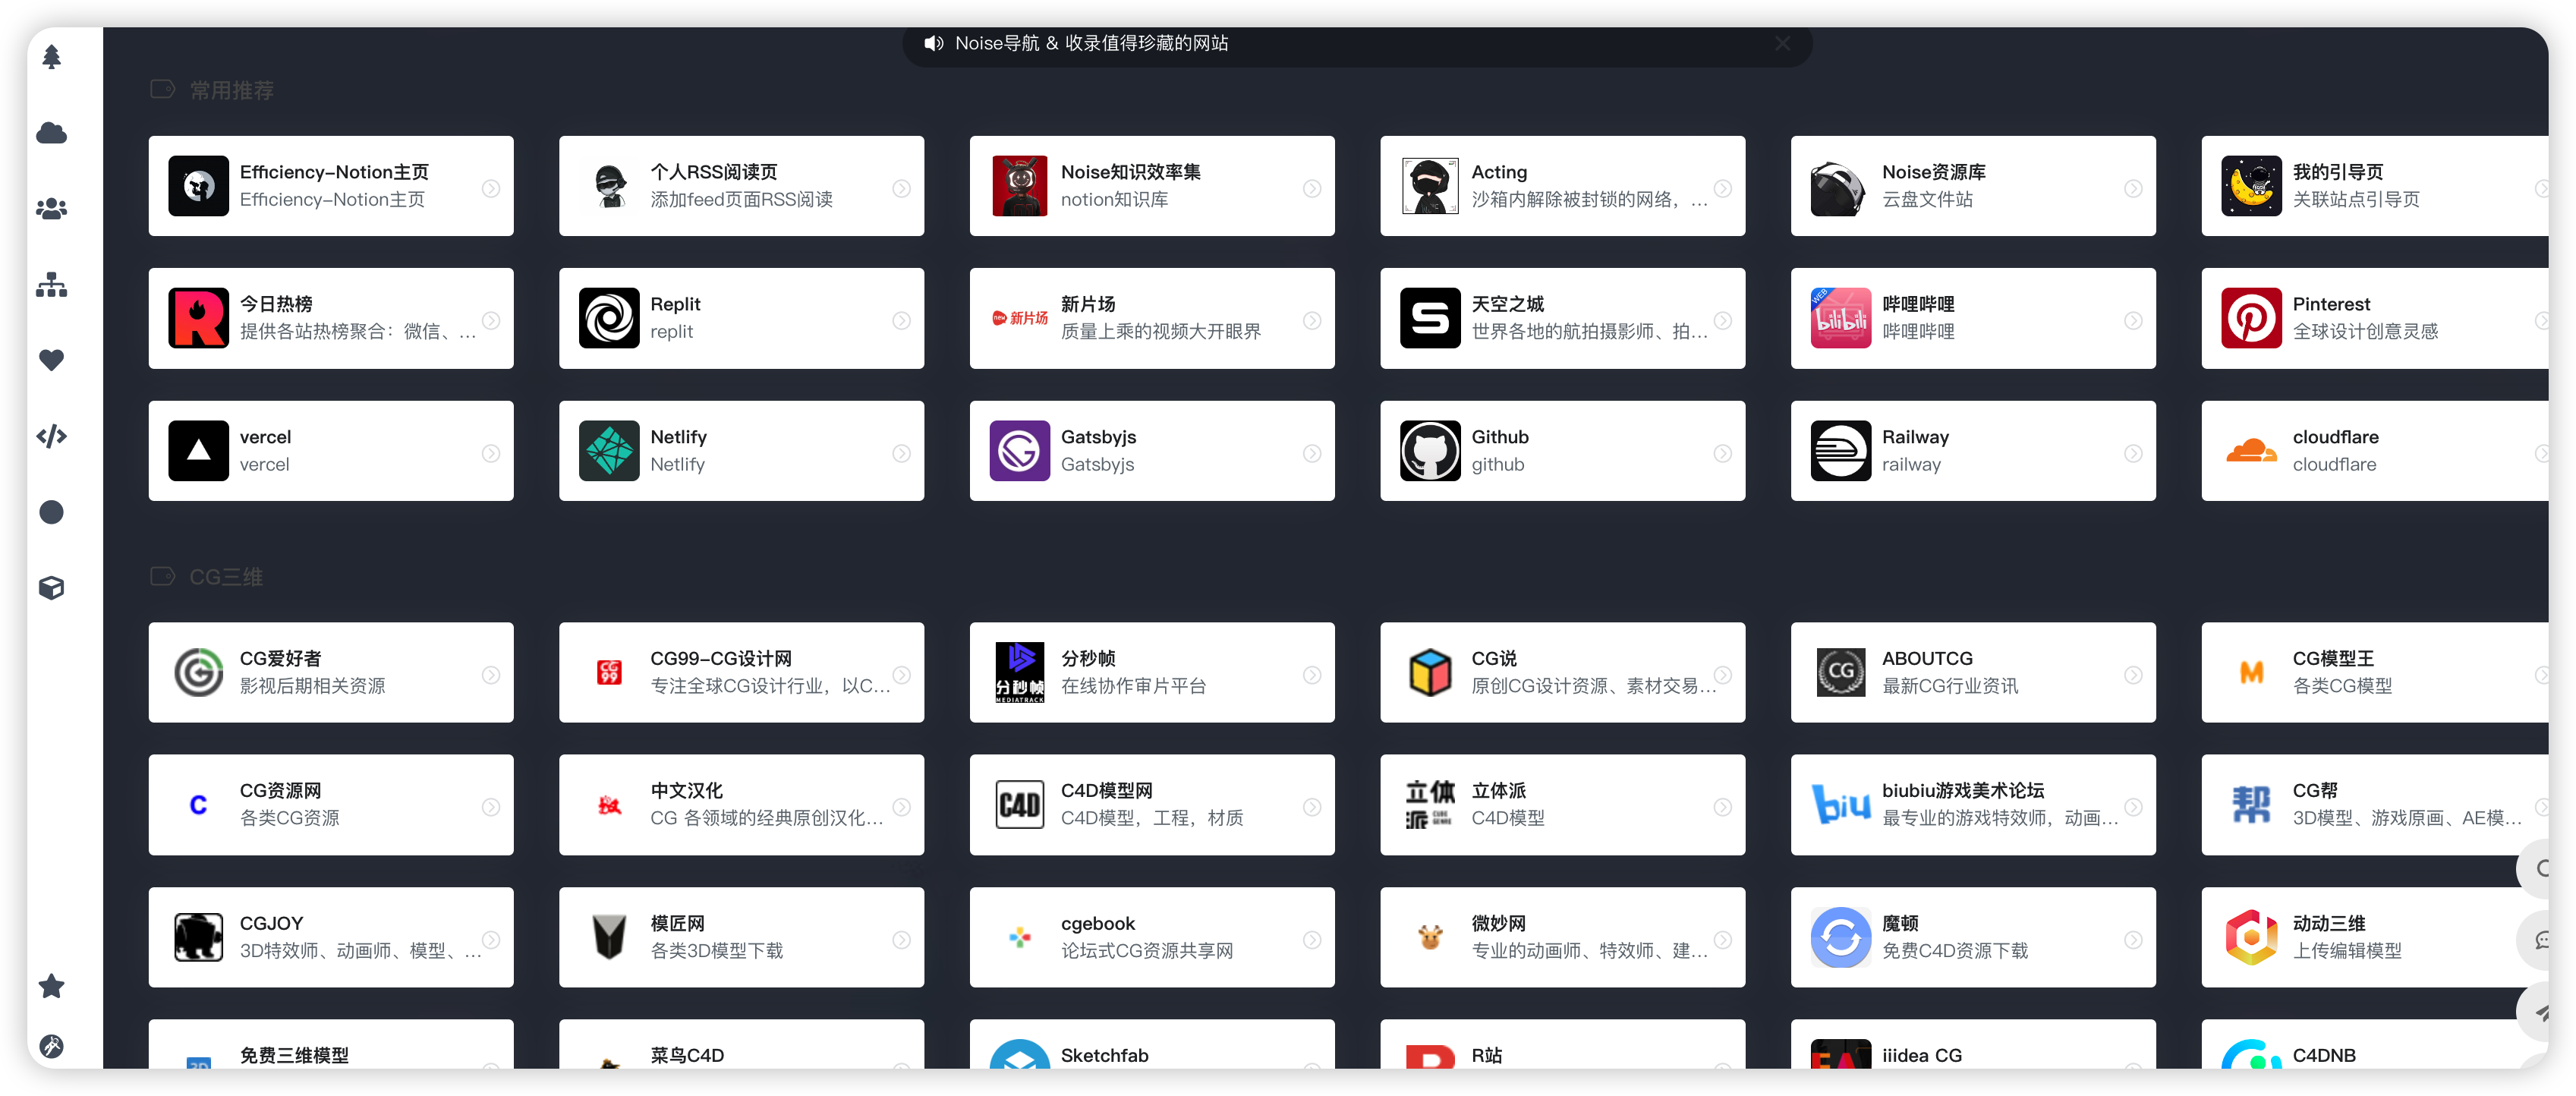 Noise导航 & 收录值得珍藏的网站
常用推荐
Efficiency-Notion主页
Efficiency-Notion主页
个人RSS阅读页
添加feed页面RSS阅读
Noise知识效率集
notion知识库
Acting
沙箱内解除被封锁的网络，...
Noise资源库
云盘文件站
我的引导页
关联站点引导页
今日热榜
提供各站热榜聚合：微信、...
Replit
replit
new 新片场
新片场
质量上乘的视频大开眼界
天空之城
世界各地的航拍摄影师、拍...
WEB
bilibili
哔哩哔哩
哔哩哔哩
Pinterest
全球设计创意灵感
vercel
vercel
Netlify
Netlify
Gatsbyjs
Gatsbyjs
Github
github
Railway
railway
cloudflare
cloudflare
CG三维
CG爱好者
影视后期相关资源
CG
99
CG99-CG设计网
专注全球CG设计行业，以C...
分秒帧
MEDIATRACK
分秒帧
在线协作审片平台
CG说
原创CG设计资源、素材交易...
CG
ABOUTCG
最新CG行业资讯
M
CG模型王
各类CG模型
C
CG资源网
各类CG资源
中文汉化
CG 各领域的经典原创汉化...
C4D
C4D模型网
C4D模型，工程，材质
立体
派 CUBE
GENRE
立体派
C4D模型
biu
biubiu游戏美术论坛
最专业的游戏特效师，动画...
帮
CG帮
3D模型、游戏原画、AE模...
CGJOY
3D特效师、动画师、模型、...
模匠网
各类3D模型下载
cgebook
论坛式CG资源共享网
微妙网
专业的动画师、特效师、建...
魔顿
免费C4D资源下载
动动三维
上传编辑模型
免费三维模型
菜鸟C4D
Sketchfab
R站
iiidea CG
C4DNB